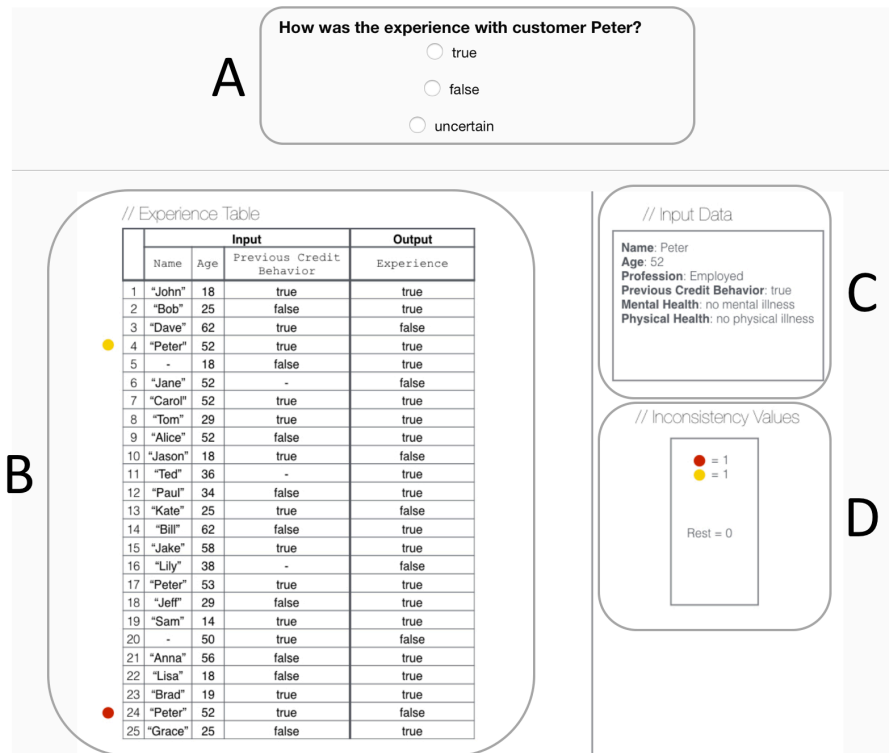 How was the experience with customer Peter?
true
false
uncertain
A
// Experience Table
Input Output
Name Age Previous Credit Behavior Experience
1 “John” 18 true true
2 “Bob” 25 false true
3 “Dave” 62 true false
4 “Peter" 52 true true
5 - 18 false true
6 “Jane” 52 - false
7 “Carol" 52 true true
8 “Tom” 29 true true
9 “Alice” 52 false true
10 “Jason” 18 true false
11 “Ted” 36 - true
12 “Paul” 34 false true
13 “Kate” 25 true false
14 “Bill” 62 false true
15 “Jake” 58 true true
16 “Lily” 38 - false
17 “Peter” 53 true true
18 “Jeff” 29 false true
19 “Sam” 14 true true
20 - 50 true false
21 “Anna” 56 false true
22 “Lisa” 18 false true
23 “Brad” 19 true true
24 “Peter” 52 true false
25 “Grace” 25 false true
B
// Input Data
Name: Peter
Age: 52
Profession: Employed
Previous Credit Behavior: true
Mental Health: no mental illness
Physical Health: no physical illness
C
// Inconsistency Values
= 1
= 1
Rest = 0
D